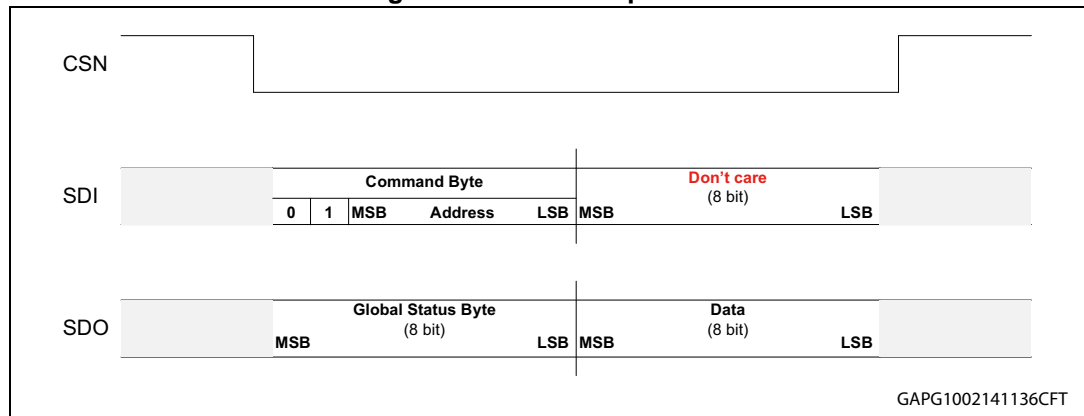 CSN
SDI
Command Byte
0 1 MSB Address LSB
Don't care
(8 bit)
MSB LSB
SDO
Global Status Byte
(8 bit)
MSB LSB
Data
(8 bit)
MSB LSB
GAPG1002141136CFT